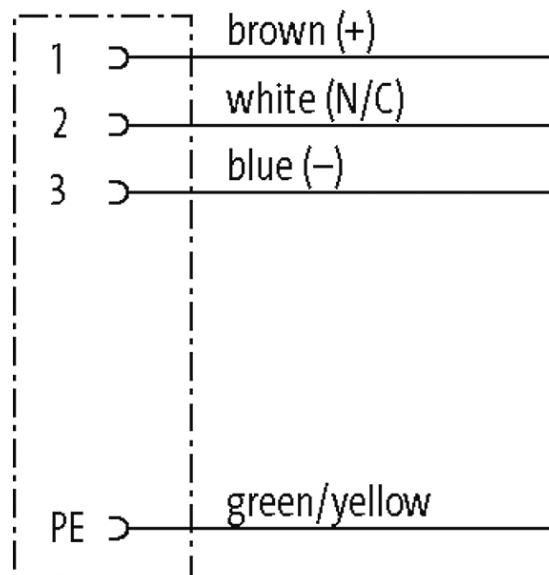 1 brown (+)
2 white (N/C)
3 blue (–)
PE green/yellow